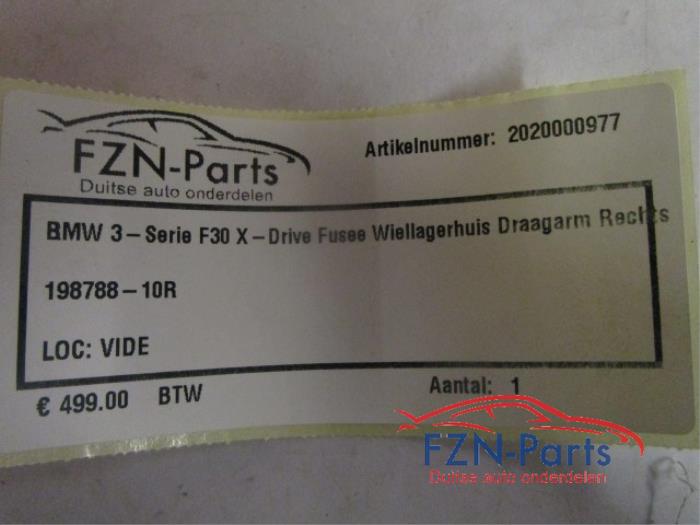 FZN-Parts
Duitse auto onderdelen
Artikelnummer: 2020000977
BMW 3-Serie F30 X-Drive Fusee Wiellagerhuis Draagarm Rechts
198788-10R
LOC: VIDE
€ 499.00 BTW
Aantal: 1
FZN-Parts
Duitse auto onderdelen